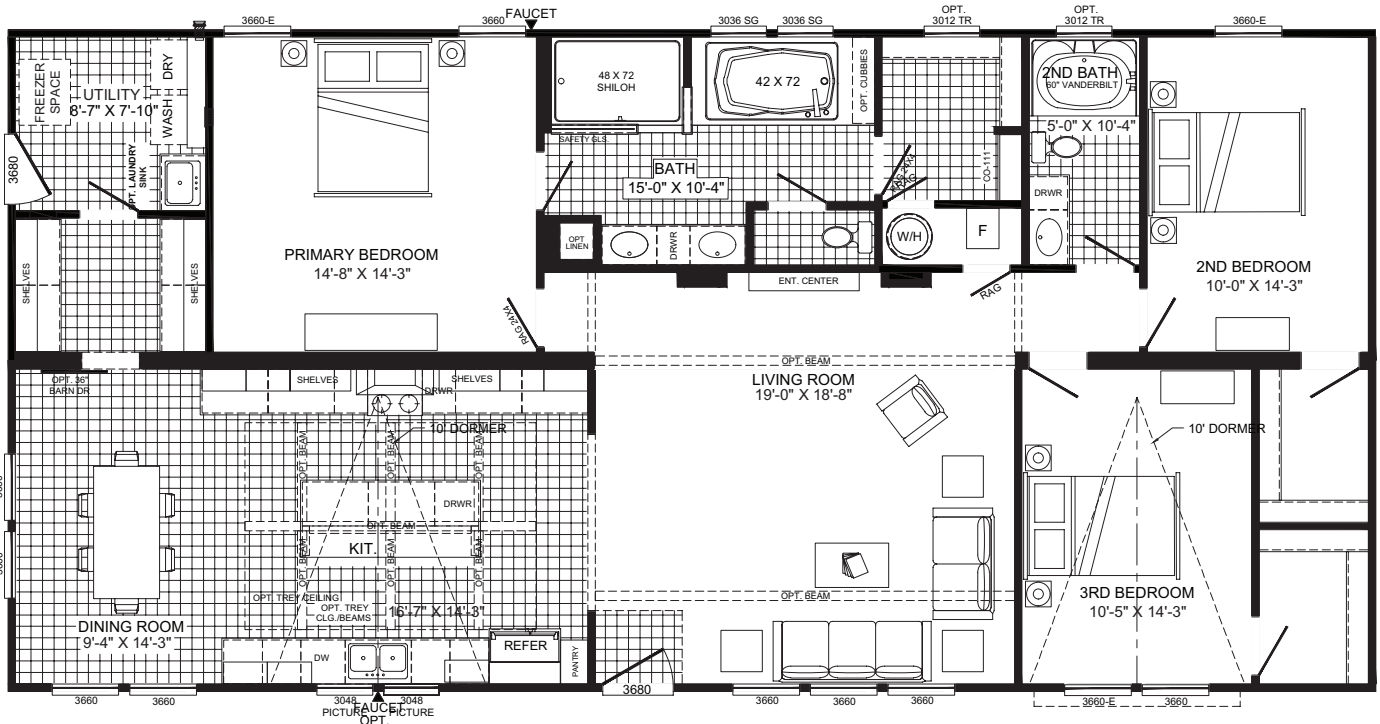 3660-E
3660
FAUCET
3036 SG
3036 SG
OPT.
3012 TR
OPT.
3012 TR
3660-E
FREEZER
SPACE
UTILITY
8'-7" X 7'-10"
WASH
DRY
3680
OPT. LAUNDRY
SINK
SHELVES
SHELVES
PRIMARY BEDROOM
14'-8" X 14'-3"
RAG 24X4
48 X 72
SHILOH
SAFETY GLS.
42 X 72
OPT. CUBBIES
BATH
15'-0" X 10'-4"
OPT
LINEN
DRWR
RAG 24X4
RAG
CO-111
W/H
F
RAG
ENT. CENTER
2ND BATH
60" VANDERBILT
5'-0" X 10'-4"
DRWR
2ND BEDROOM
10'-0" X 14'-3"
OPT. 36"
BARN DR
SHELVES
SHELVES
DRWR
10' DORMER
OPT. BEAM
OPT. BEAM
OPT. BEAM
DRWR
OPT. BEAM
KIT.
OPT. BEAM
OPT. BEAM
OPT. BEAM
OPT. TREY CEILING
OPT. TREY
CLG./BEAMS
16'-7" X 14'-3"
DINING ROOM
9'-4" X 14'-3"
DW
REFER
PANTRY
OPT. BEAM
LIVING ROOM
19'-0" X 18'-8"
OPT. BEAM
10' DORMER
3RD BEDROOM
10'-5" X 14'-3"
3660
3660
3048
PICTURE
3048
PICTURE
FAUCET
OPT.
3680
3660
3660
3660
3660-E
3660